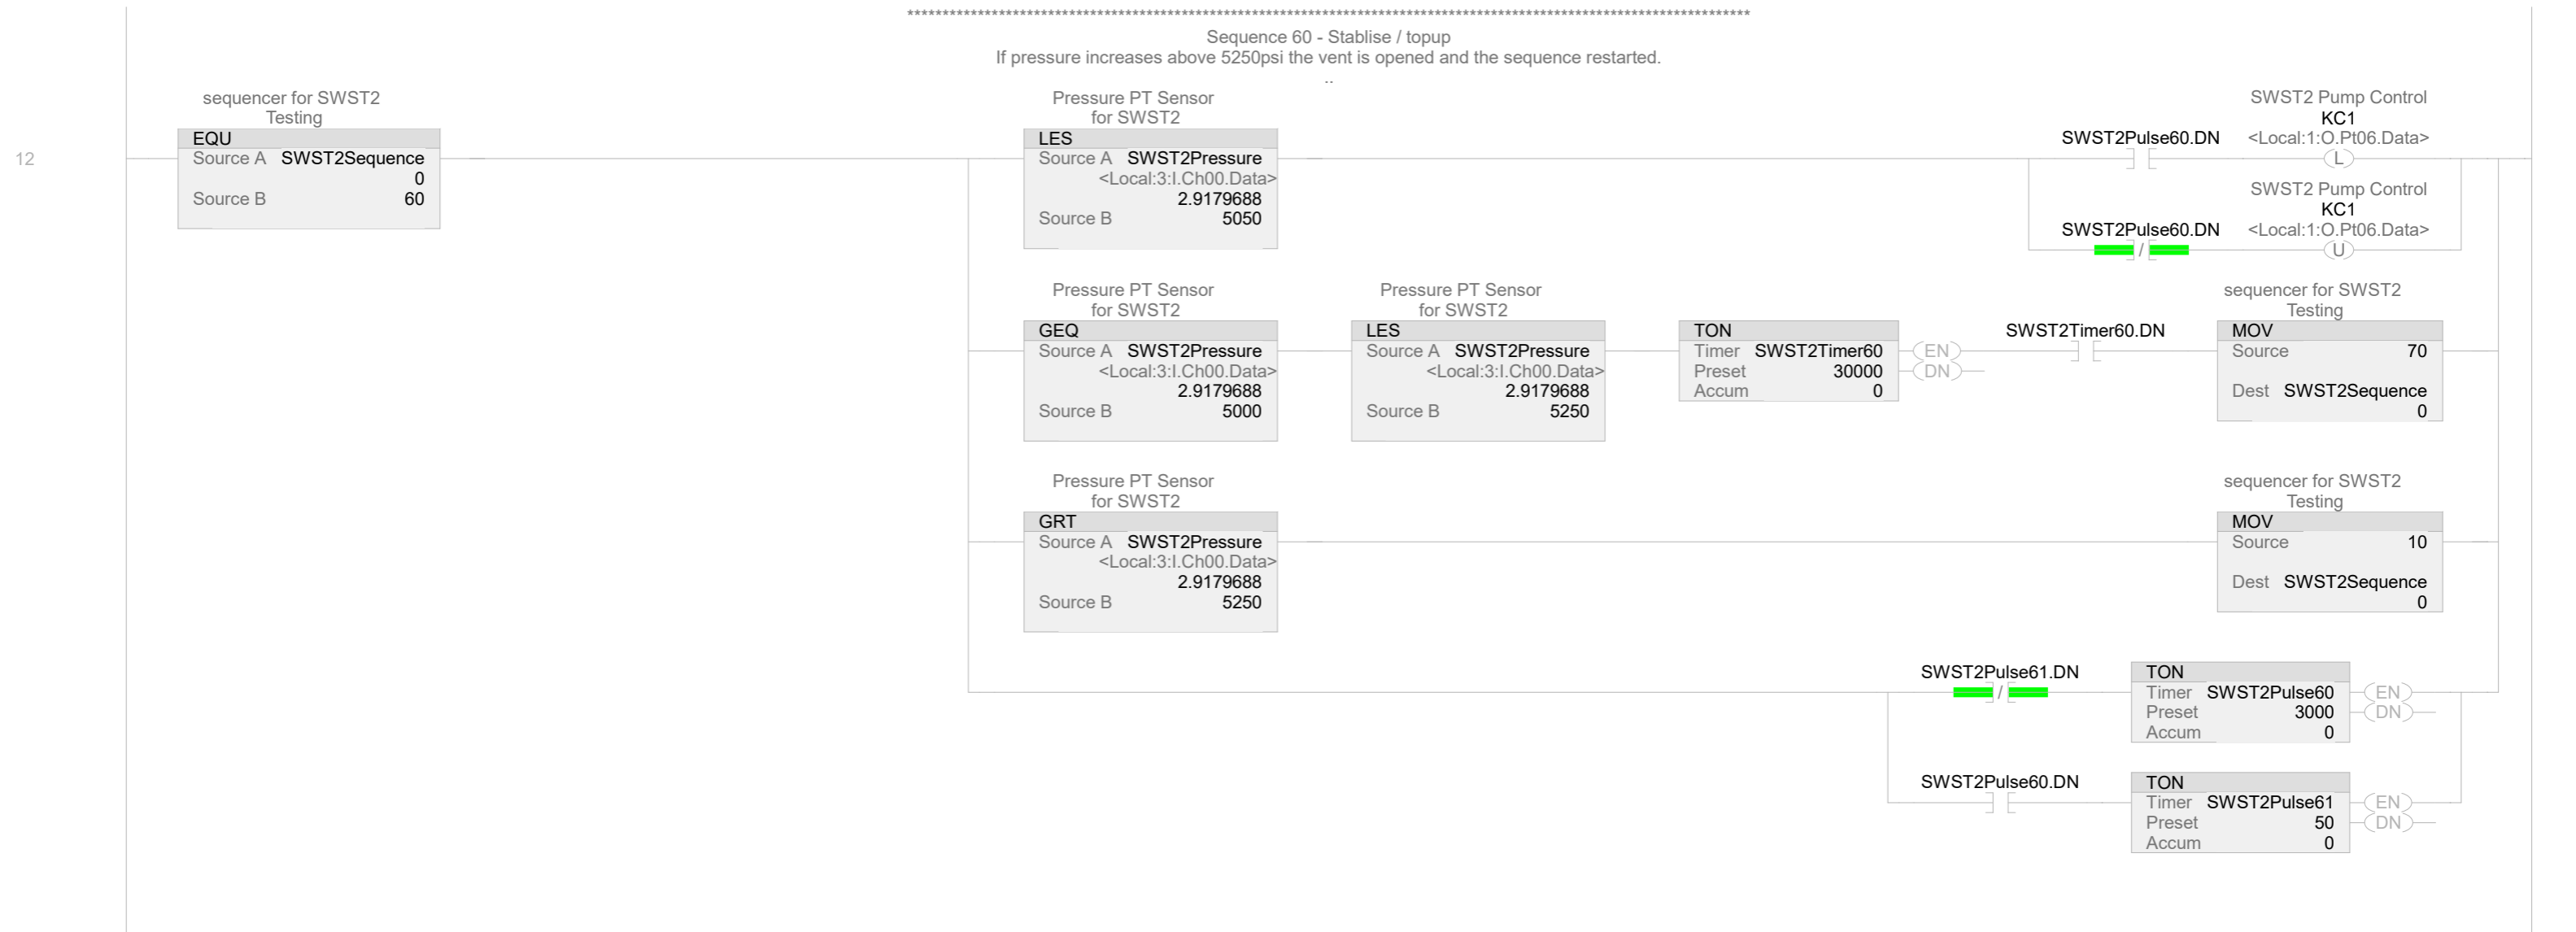 ************************************************************************************************************************
Sequence 60 - Stablise / topup
If pressure increases above 5250psi the vent is opened and the sequence restarted.
..
12
sequencer for SWST2
Testing
EQU
Source A SWST2Sequence
0
Source B 60
Pressure PT Sensor
for SWST2
LES
Source A SWST2Pressure
<Local:3:I.Ch00.Data>
2.9179688
Source B 5050
SWST2Pulse60.DN
SWST2 Pump Control
KC1
<Local:1:O.Pt06.Data>
L
SWST2Pulse60.DN
/
SWST2 Pump Control
KC1
<Local:1:O.Pt06.Data>
U
Pressure PT Sensor
for SWST2
GEQ
Source A SWST2Pressure
<Local:3:I.Ch00.Data>
2.9179688
Source B 5000
Pressure PT Sensor
for SWST2
LES
Source A SWST2Pressure
<Local:3:I.Ch00.Data>
2.9179688
Source B 5250
TON
Timer SWST2Timer60
Preset 30000
Accum 0
EN
DN
SWST2Timer60.DN
sequencer for SWST2
Testing
MOV
Source 70
Dest SWST2Sequence
0
Pressure PT Sensor
for SWST2
GRT
Source A SWST2Pressure
<Local:3:I.Ch00.Data>
2.9179688
Source B 5250
sequencer for SWST2
Testing
MOV
Source 10
Dest SWST2Sequence
0
SWST2Pulse61.DN
/
TON
Timer SWST2Pulse60
Preset 3000
Accum 0
EN
DN
SWST2Pulse60.DN
TON
Timer SWST2Pulse61
Preset 50
Accum 0
EN
DN